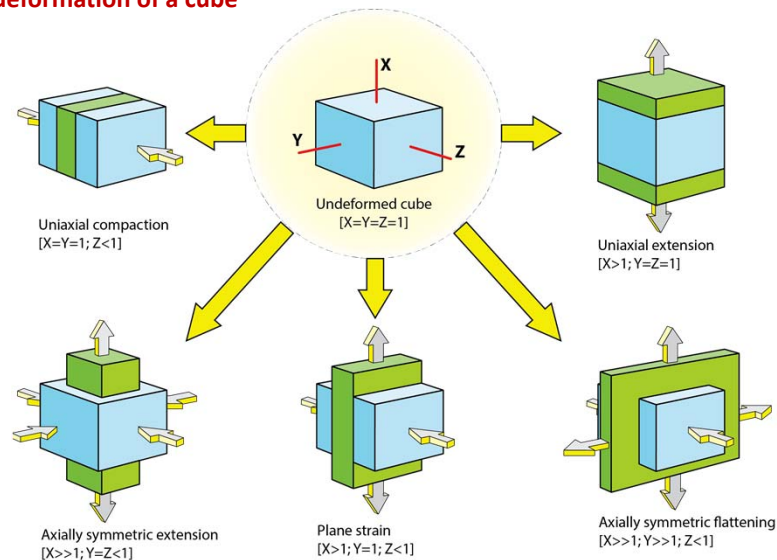 deformation of a cube
X
Y
Z
Undeformed cube
[X=Y=Z=1]
Uniaxial compaction
[X=Y=1; Z<1]
Uniaxial extension
[X>1; Y=Z=1]
Axially symmetric extension
[X>>1; Y=Z<1]
Plane strain
[X>1; Y=1; Z<1]
Axially symmetric flattening
[X>>1; Y>>1; Z<1]